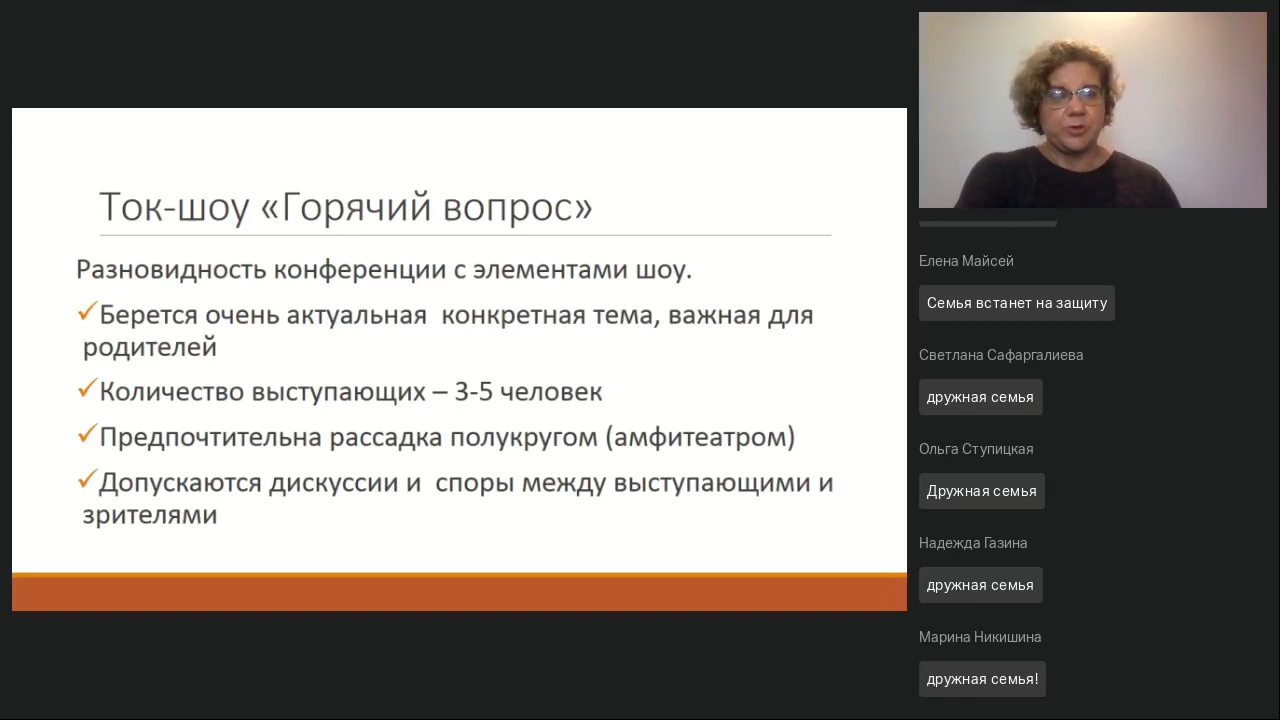 Ток-шоу «Горячий вопрос»
Разновидность конференции с элементами шоу.
✓Берется очень актуальная конкретная тема, важная для
родителей
✓Количество выступающих – 3-5 человек
✓Предпочтительна рассадка полукругом (амфитеатром)
✓Допускаются дискуссии и споры между выступающими и
зрителями
Елена Майсей
Семья встанет на защиту
Светлана Сафаргалиева
дружная семья
Ольга Ступицкая
Дружная семья
Надежда Газина
дружная семья
Марина Никишина
дружная семья!